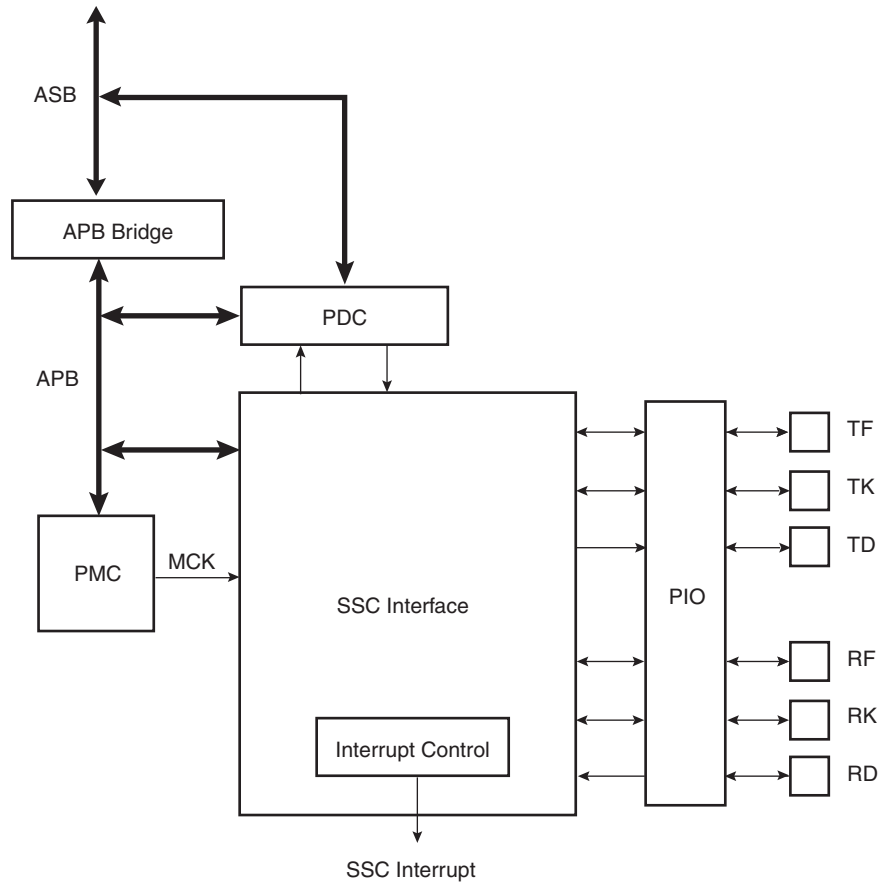 ASB
APB Bridge
PDC
APB
TF
TK
TD
PMC
MCK
SSC Interface
PIO
RF
RK
RD
Interrupt Control
SSC Interrupt